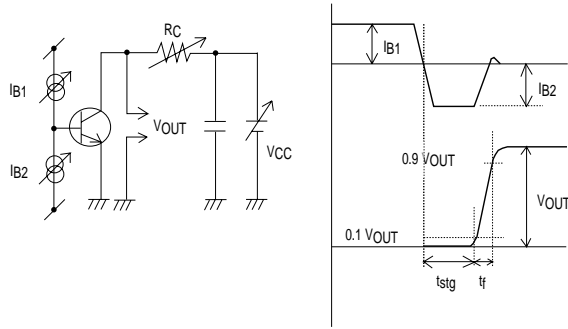 RC
IB1
IB2
VOUT
VCC
IB1
IB2
0.9 VOUT
VOUT
0.1 VOUT
tstg
tf